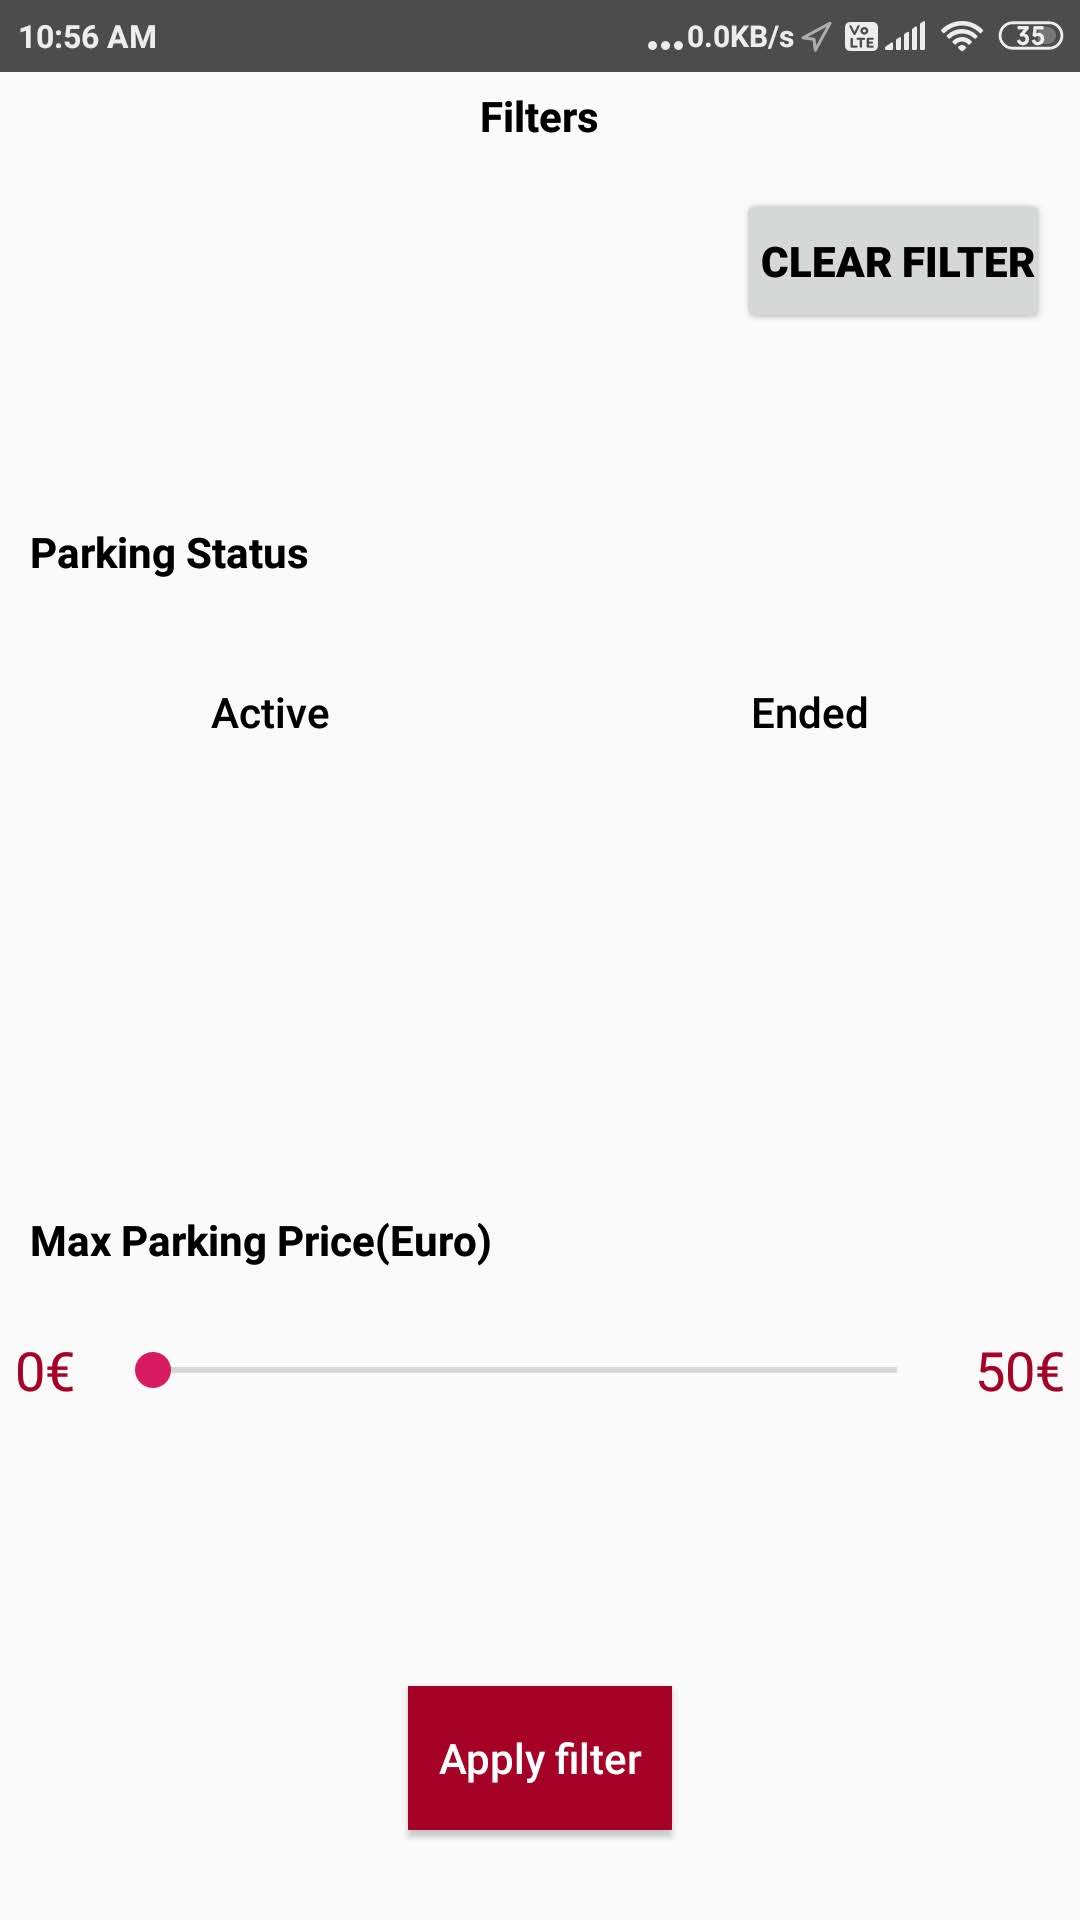 10:56 AM ...0.0KB/s Vo LTE 35
Filters
CLEAR FILTER
Parking Status
Active Ended
Max Parking Price(Euro)
0€ 50€
Apply filter